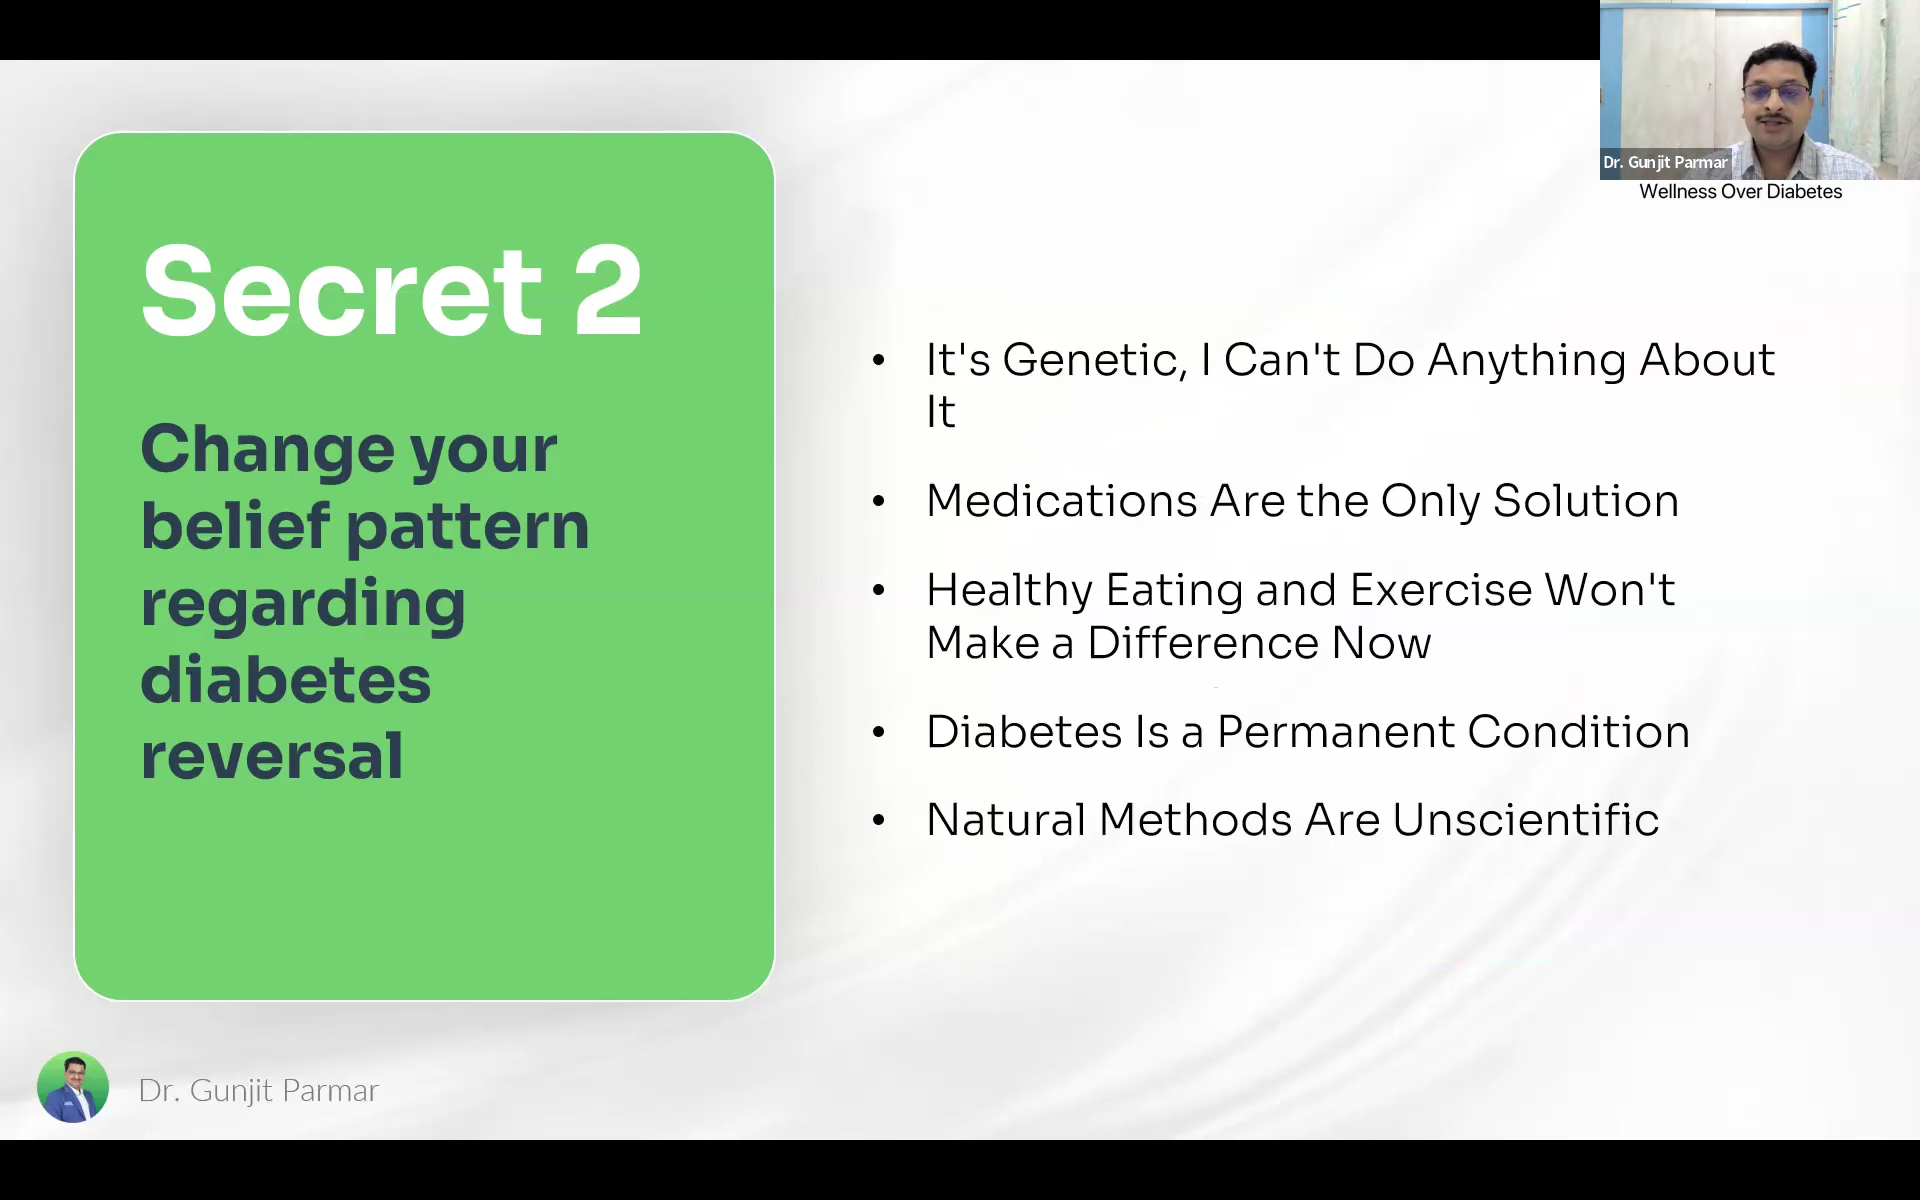 Dr. Gunjit Parmar
Wellness Over Diabetes
Secret 2
Change your
belief pattern
regarding
diabetes
reversal
• It's Genetic, I Can't Do Anything About
It
• Medications Are the Only Solution
• Healthy Eating and Exercise Won't
Make a Difference Now
• Diabetes Is a Permanent Condition
• Natural Methods Are Unscientific
Dr. Gunjit Parmar